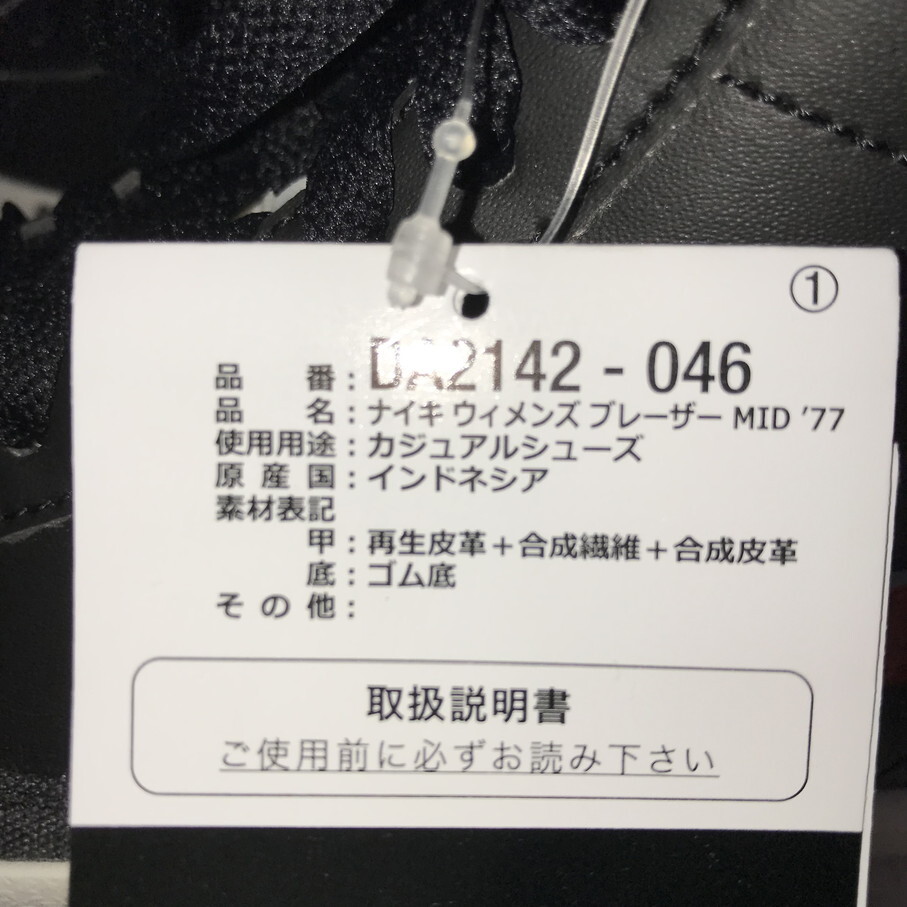 ①
品番:DA2142-046
品名:ナイキ ウィメンズ ブレーザー MID '77
使用用途:カジュアルシューズ
原産国:インドネシア
素材表記
甲:再生皮革+合成繊維+合成皮革
底:ゴム底
その他:
取扱説明書
ご使用前に必ずお読み下さい